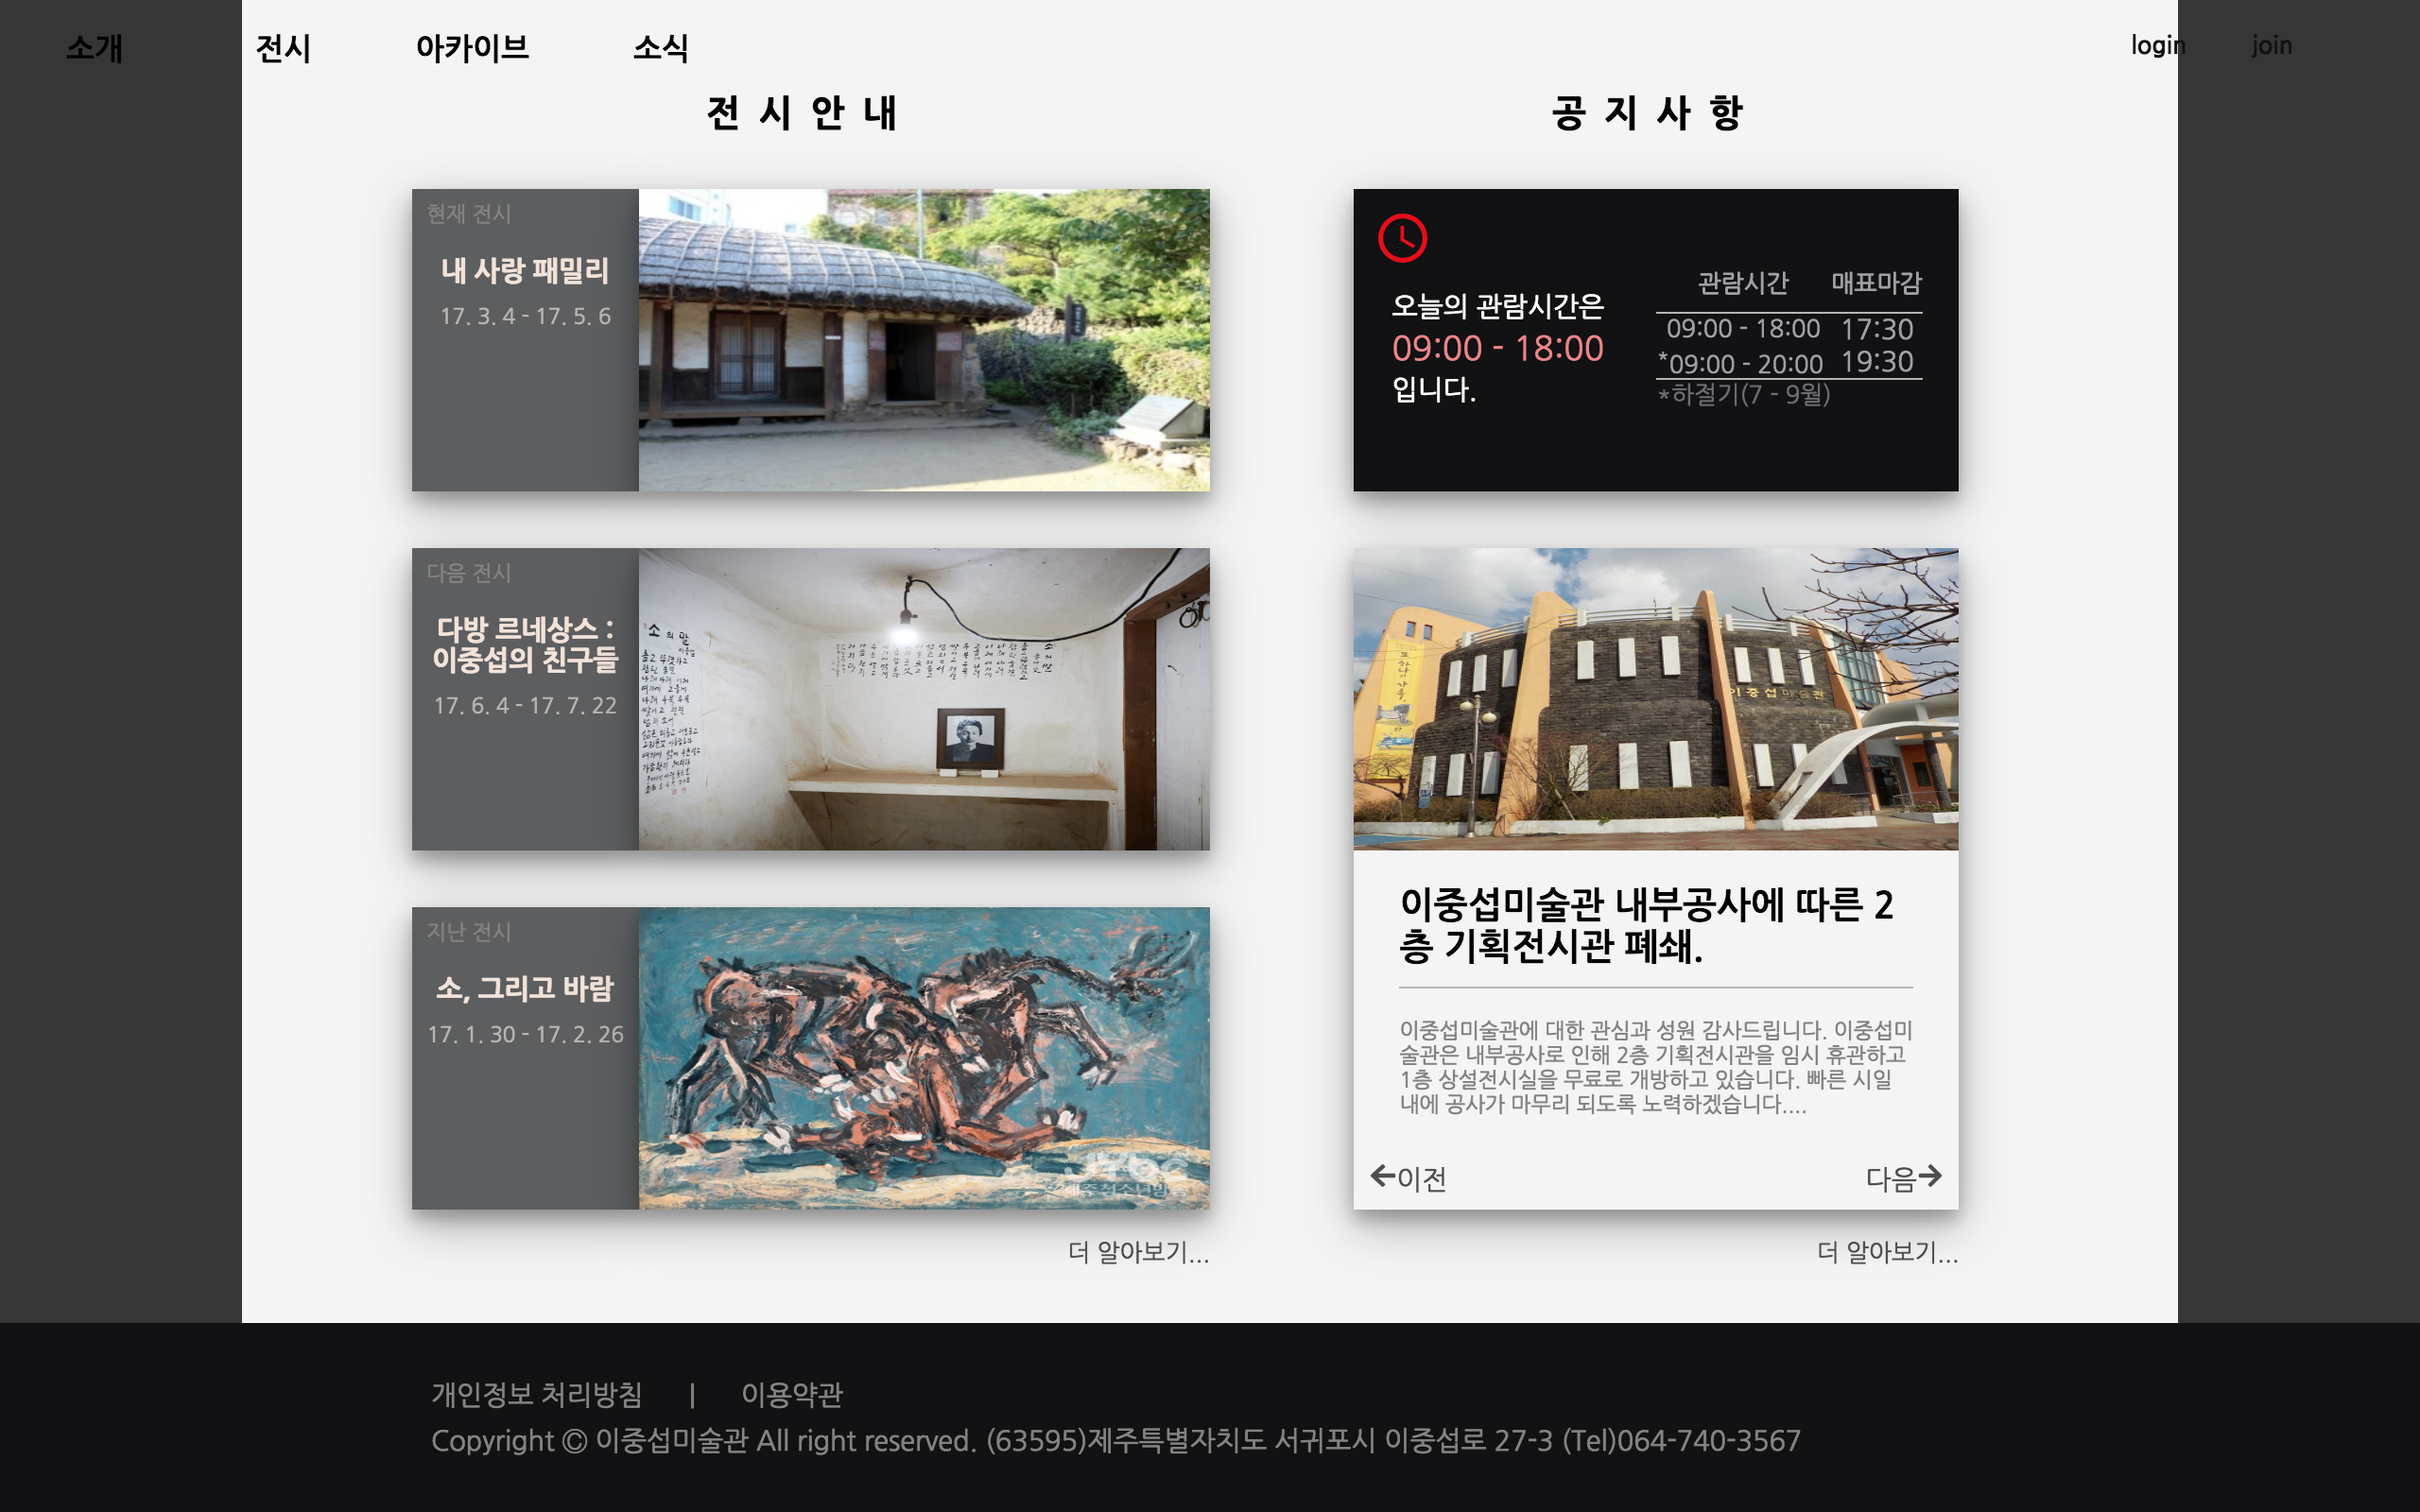 소개 전시 아카이브 소식 login join
전시안내
현재 전시
내 사랑 패밀리
17. 3. 4 - 17. 5. 6
다음 전시
다방 르네상스 :
이중섭의 친구들
17. 6. 4 - 17. 7. 22
소의 말
지난 전시
소, 그리고 바람
17. 1. 30 - 17. 2. 26
더 알아보기...
공지사항
오늘의 관람시간은
09:00 - 18:00
입니다.
관람시간 매표마감
09:00 - 18:00 17:30
*09:00 - 20:00 19:30
*하절기(7 - 9월)
이중섭미술관
이중섭미술관 내부공사에 따른 2
층 기획전시관 폐쇄.
이중섭미술관에 대한 관심과 성원 감사드립니다. 이중섭미
술관은 내부공사로 인해 2층 기획전시관을 임시 휴관하고
1층 상설전시실을 무료로 개방하고 있습니다. 빠른 시일
내에 공사가 마무리 되도록 노력하겠습니다....
이전 다음
더 알아보기...
개인정보 처리방침 | 이용약관
Copyright © 이중섭미술관 All right reserved. (63595)제주특별자치도 서귀포시 이중섭로 27-3 (Tel)064-740-3567